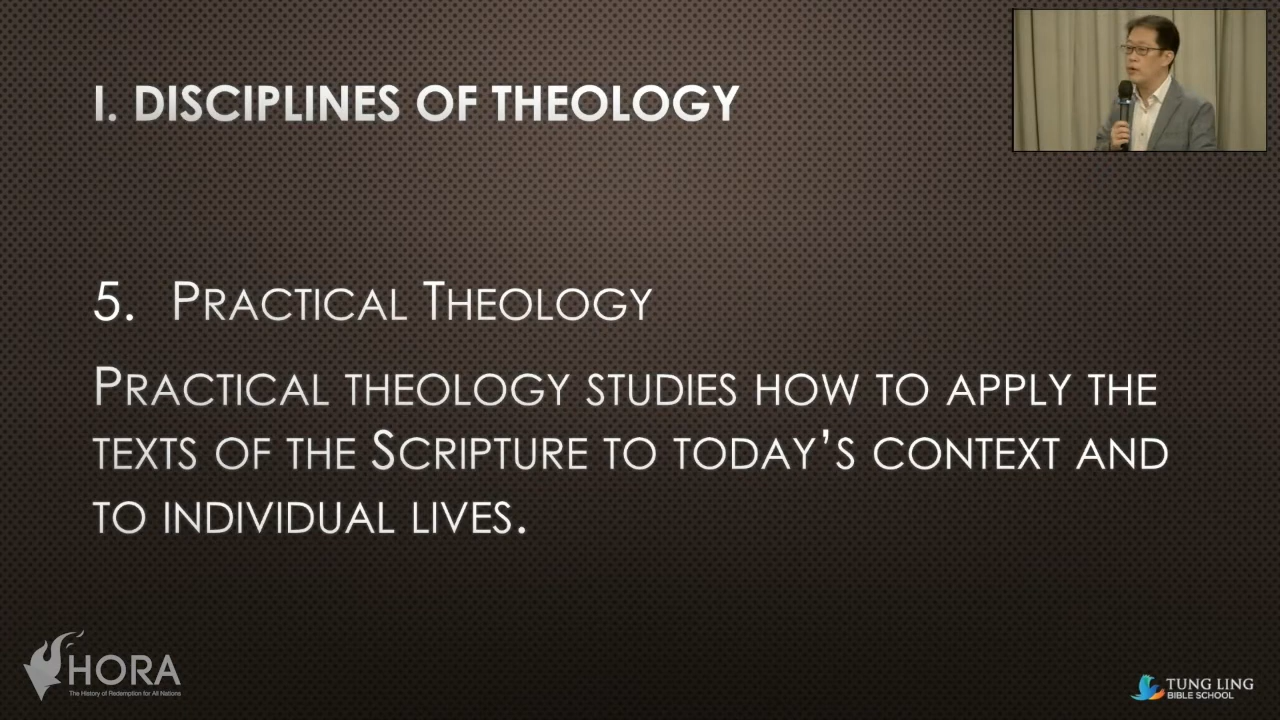 I. DISCIPLINES OF THEOLOGY
5. PRACTICAL THEOLOGY
PRACTICAL THEOLOGY STUDIES HOW TO APPLY THE
TEXTS OF THE SCRIPTURE TO TODAY'S CONTEXT AND
TO INDIVIDUAL LIVES.
HORA
The History of Redemption for All Nations
TUNG LING
BIBLE SCHOOL